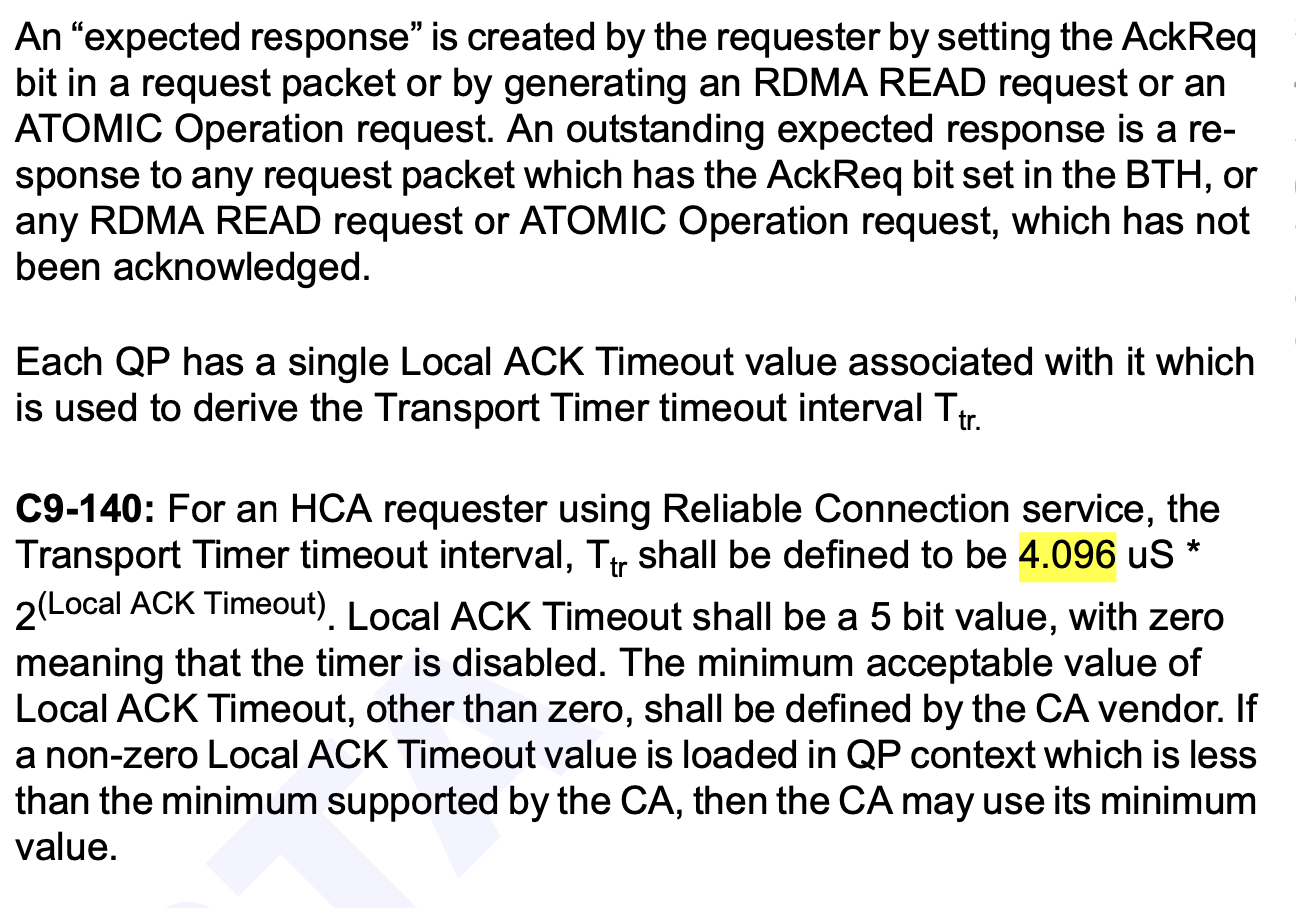 An “expected response” is created by the requester by setting the AckReq
bit in a request packet or by generating an RDMA READ request or an
ATOMIC Operation request. An outstanding expected response is a re-
sponse to any request packet which has the AckReq bit set in the BTH, or
any RDMA READ request or ATOMIC Operation request, which has not
been acknowledged.
Each QP has a single Local ACK Timeout value associated with it which
is used to derive the Transport Timer timeout interval Ttr.
C9-140: For an HCA requester using Reliable Connection service, the
Transport Timer timeout interval, Ttr shall be defined to be 4.096 uS *
2(Local ACK Timeout). Local ACK Timeout shall be a 5 bit value, with zero
meaning that the timer is disabled. The minimum acceptable value of
Local ACK Timeout, other than zero, shall be defined by the CA vendor. If
a non-zero Local ACK Timeout value is loaded in QP context which is less
than the minimum supported by the CA, then the CA may use its minimum
value.